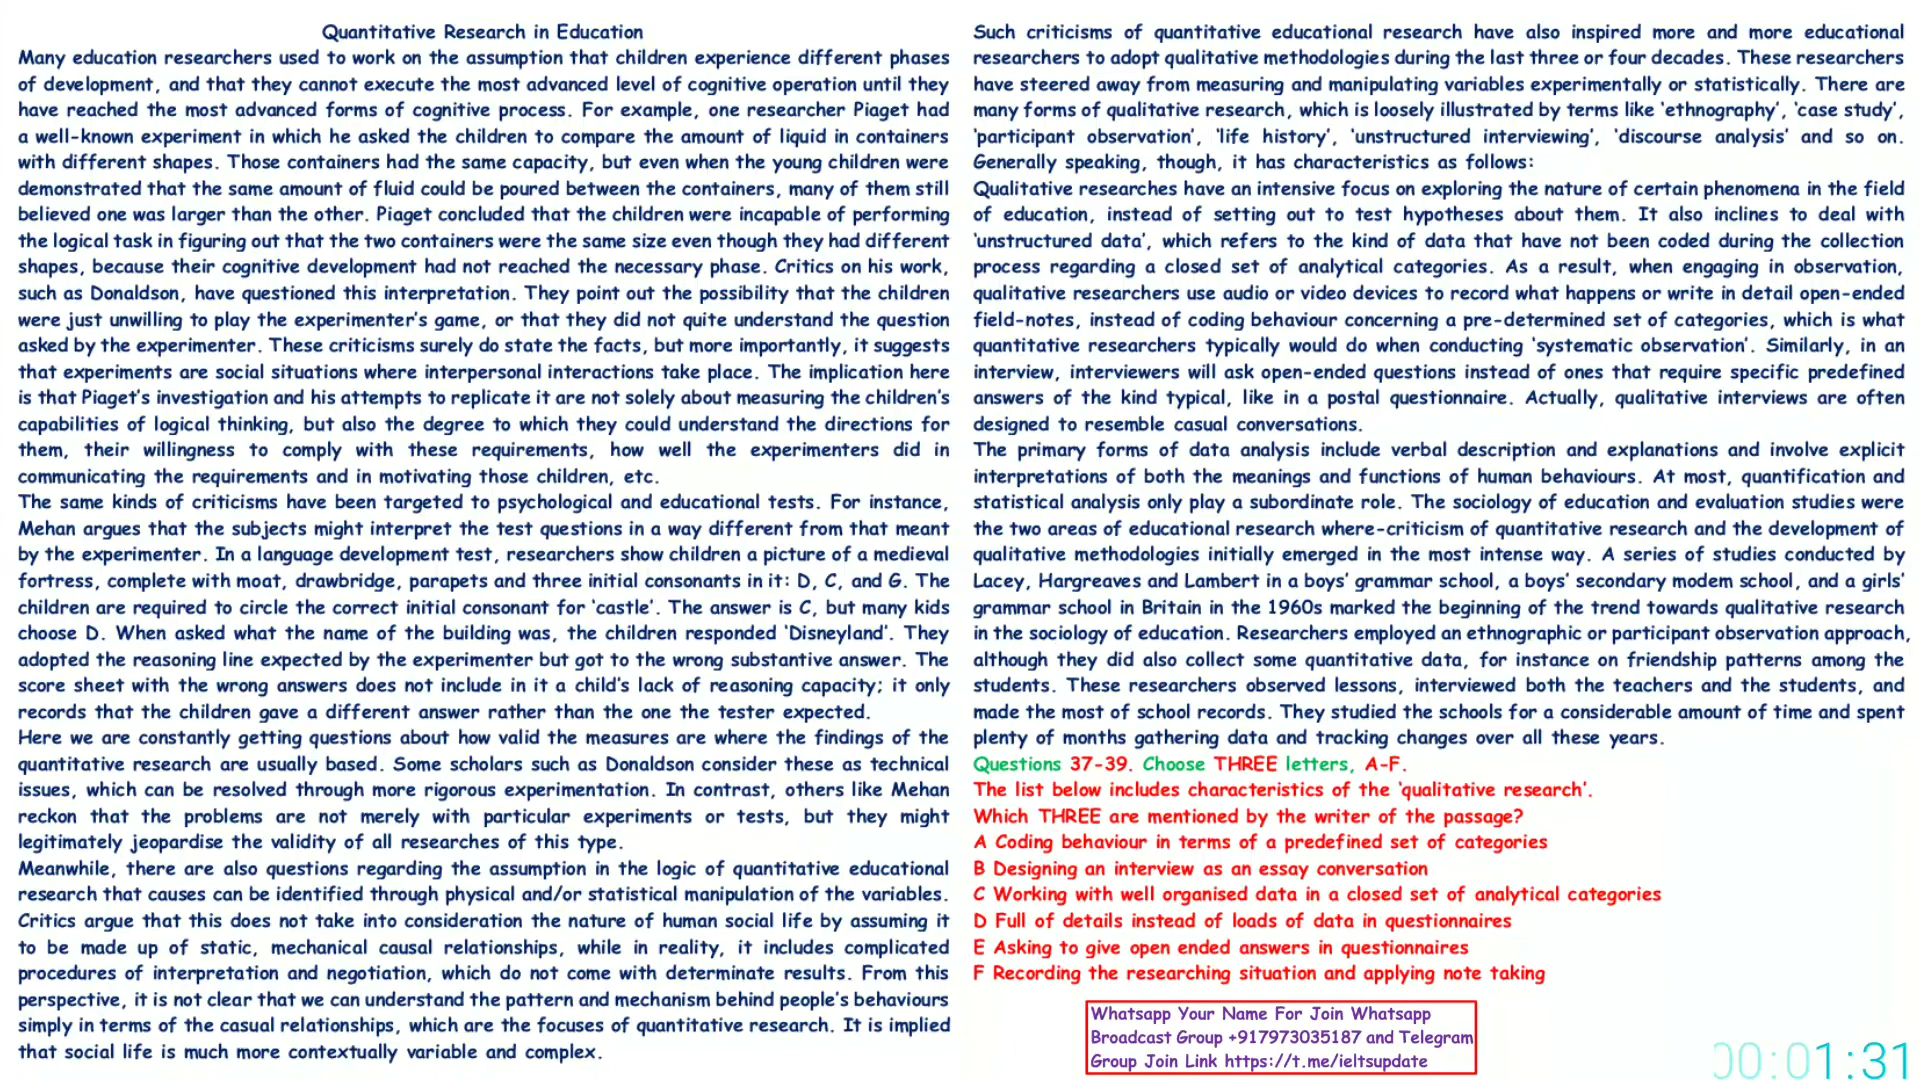 Quantitative Research in Education
Many education researchers used to work on the assumption that children experience different phases
of development, and that they cannot execute the most advanced level of cognitive operation until they
have reached the most advanced forms of cognitive process. For example, one researcher Piaget had
a well-known experiment in which he asked the children to compare the amount of liquid in containers
with different shapes. Those containers had the same capacity, but even when the young children were
demonstrated that the same amount of fluid could be poured between the containers, many of them still
believed one was larger than the other. Piaget concluded that the children were incapable of performing
the logical task in figuring out that the two containers were the same size even though they had different
shapes, because their cognitive development had not reached the necessary phase. Critics on his work,
such as Donaldson, have questioned this interpretation. They point out the possibility that the children
were just unwilling to play the experimenter's game, or that they did not quite understand the question
asked by the experimenter. These criticisms surely do state the facts, but more importantly, it suggests
that experiments are social situations where interpersonal interactions take place. The implication here
is that Piaget's investigation and his attempts to replicate it are not solely about measuring the children's
capabilities of logical thinking, but also the degree to which they could understand the directions for
them, their willingness to comply with these requirements, how well the experimenters did in
communicating the requirements and in motivating those children, etc.
The same kinds of criticisms have been targeted to psychological and educational tests. For instance,
Mehan argues that the subjects might interpret the test questions in a way different from that meant
by the experimenter. In a language development test, researchers show children a picture of a medieval
fortress, complete with moat, drawbridge, parapets and three initial consonants in it: D, C, and G. The
children are required to circle the correct initial consonant for 'castle'. The answer is C, but many kids
choose D. When asked what the name of the building was, the children responded 'Disneyland'. They
adopted the reasoning line expected by the experimenter but got to the wrong substantive answer. The
score sheet with the wrong answers does not include in it a child's lack of reasoning capacity; it only
records that the children gave a different answer rather than the one the tester expected.
Here we are constantly getting questions about how valid the measures are where the findings of the
quantitative research are usually based. Some scholars such as Donaldson consider these as technical
issues, which can be resolved through more rigorous experimentation. In contrast, others like Mehan
reckon that the problems are not merely with particular experiments or tests, but they might
legitimately jeopardise the validity of all researches of this type.
Meanwhile, there are also questions regarding the assumption in the logic of quantitative educational
research that causes can be identified through physical and/or statistical manipulation of the variables.
Critics argue that this does not take into consideration the nature of human social life by assuming it
to be made up of static, mechanical causal relationships, while in reality, it includes complicated
procedures of interpretation and negotiation, which do not come with determinate results. From this
perspective, it is not clear that we can understand the pattern and mechanism behind people's behaviours
simply in terms of the casual relationships, which are the focuses of quantitative research. It is implied
that social life is much more contextually variable and complex.
Such criticisms of quantitative educational research have also inspired more and more educational
researchers to adopt qualitative methodologies during the last three or four decades. These researchers
have steered away from measuring and manipulating variables experimentally or statistically. There are
many forms of qualitative research, which is loosely illustrated by terms like 'ethnography', 'case study',
'participant observation', 'life history', 'unstructured interviewing', 'discourse analysis' and so on.
Generally speaking, though, it has characteristics as follows:
Qualitative researches have an intensive focus on exploring the nature of certain phenomena in the field
of education, instead of setting out to test hypotheses about them. It also inclines to deal with
'unstructured data', which refers to the kind of data that have not been coded during the collection
process regarding a closed set of analytical categories. As a result, when engaging in observation,
qualitative researchers use audio or video devices to record what happens or write in detail open-ended
field-notes, instead of coding behaviour concerning a pre-determined set of categories, which is what
quantitative researchers typically would do when conducting 'systematic observation'. Similarly, in an
interview, interviewers will ask open-ended questions instead of ones that require specific predefined
answers of the kind typical, like in a postal questionnaire. Actually, qualitative interviews are often
designed to resemble casual conversations.
The primary forms of data analysis include verbal description and explanations and involve explicit
interpretations of both the meanings and functions of human behaviours. At most, quantification and
statistical analysis only play a subordinate role. The sociology of education and evaluation studies were
the two areas of educational research where-criticism of quantitative research and the development of
qualitative methodologies initially emerged in the most intense way. A series of studies conducted by
Lacey, Hargreaves and Lambert in a boys' grammar school, a boys' secondary modem school, and a girls'
grammar school in Britain in the 1960s marked the beginning of the trend towards qualitative research
in the sociology of education. Researchers employed an ethnographic or participant observation approach,
although they did also collect some quantitative data, for instance on friendship patterns among the
students. These researchers observed lessons, interviewed both the teachers and the students, and
made the most of school records. They studied the schools for a considerable amount of time and spent
plenty of months gathering data and tracking changes over all these years.
Questions 37-39. Choose THREE letters, A-F.
The list below includes characteristics of the 'qualitative research'.
Which THREE are mentioned by the writer of the passage?
A Coding behaviour in terms of a predefined set of categories
B Designing an interview as an essay conversation
C Working with well organised data in a closed set of analytical categories
D Full of details instead of loads of data in questionnaires
E Asking to give open ended answers in questionnaires
F Recording the researching situation and applying note taking
Whatsapp Your Name For Join Whatsapp
Broadcast Group +917973035187 and Telegram
Group Join Link https://t.me/ieltsupdate
00:01:31